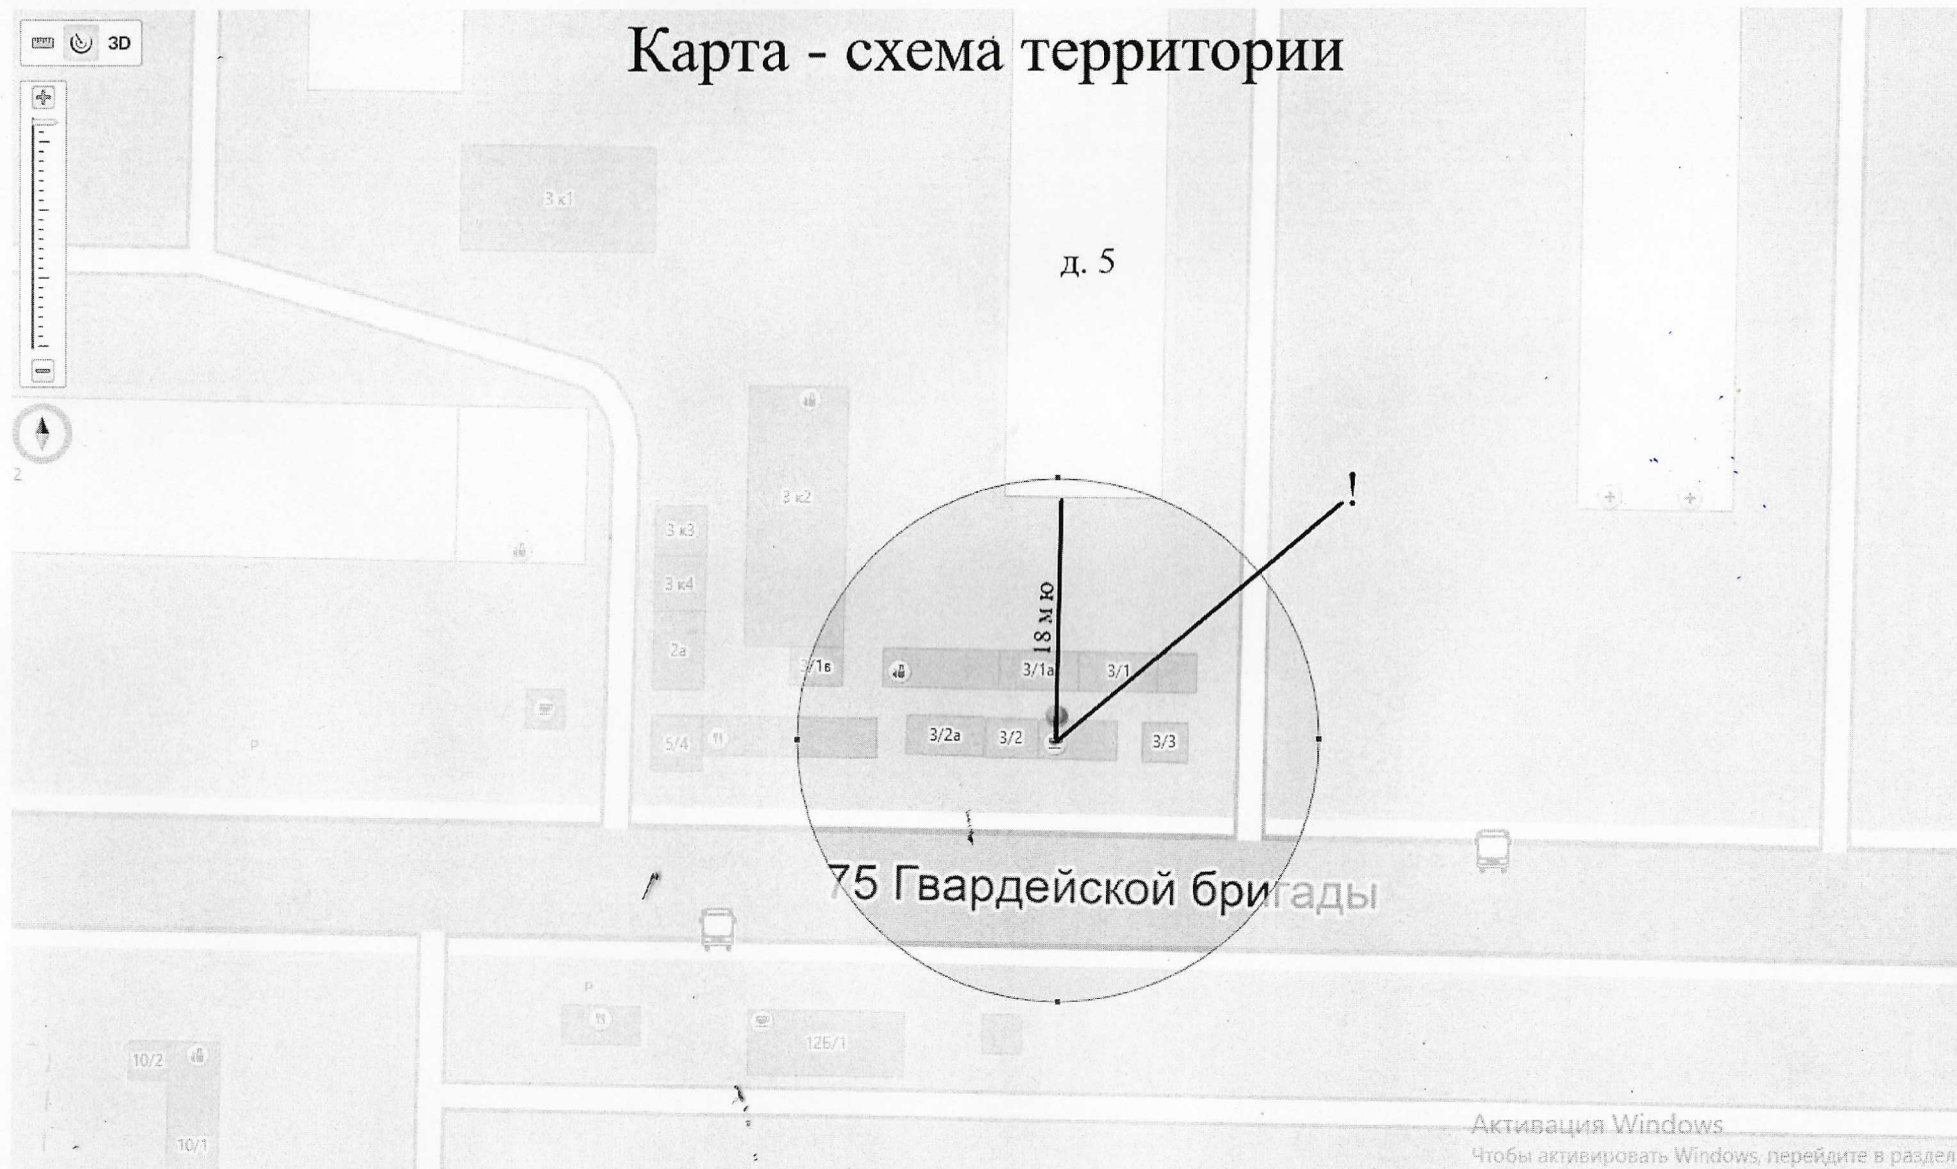 3D
Карта - схема территории
3 к1
д. 5
2
!
3 к3
3 к2
3 к4
18 м ю
2а
3/1в
3/1а
3/1
5/4
3/2а
3/2
3/3
P
75 Гвардейской бригады
P
12Б/1
10/2
10/1
Активация Windows
Чтобы активировать Windows, перейдите в раздел